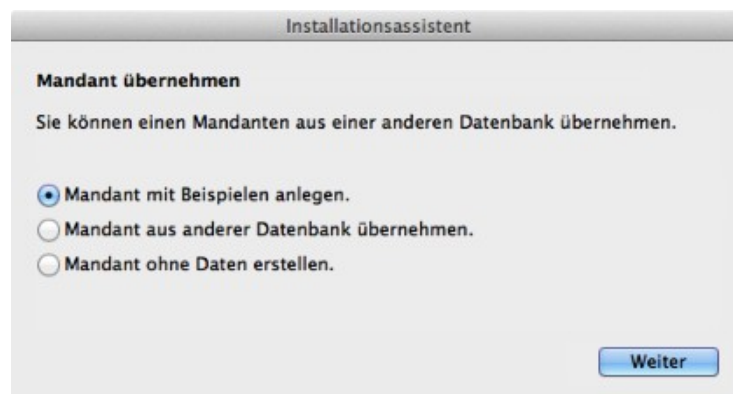 Installationsassistent
Mandant übernehmen
Sie können einen Mandanten aus einer anderen Datenbank übernehmen.
Mandant mit Beispielen anlegen.
Mandant aus anderer Datenbank übernehmen.
Mandant ohne Daten erstellen.
Weiter